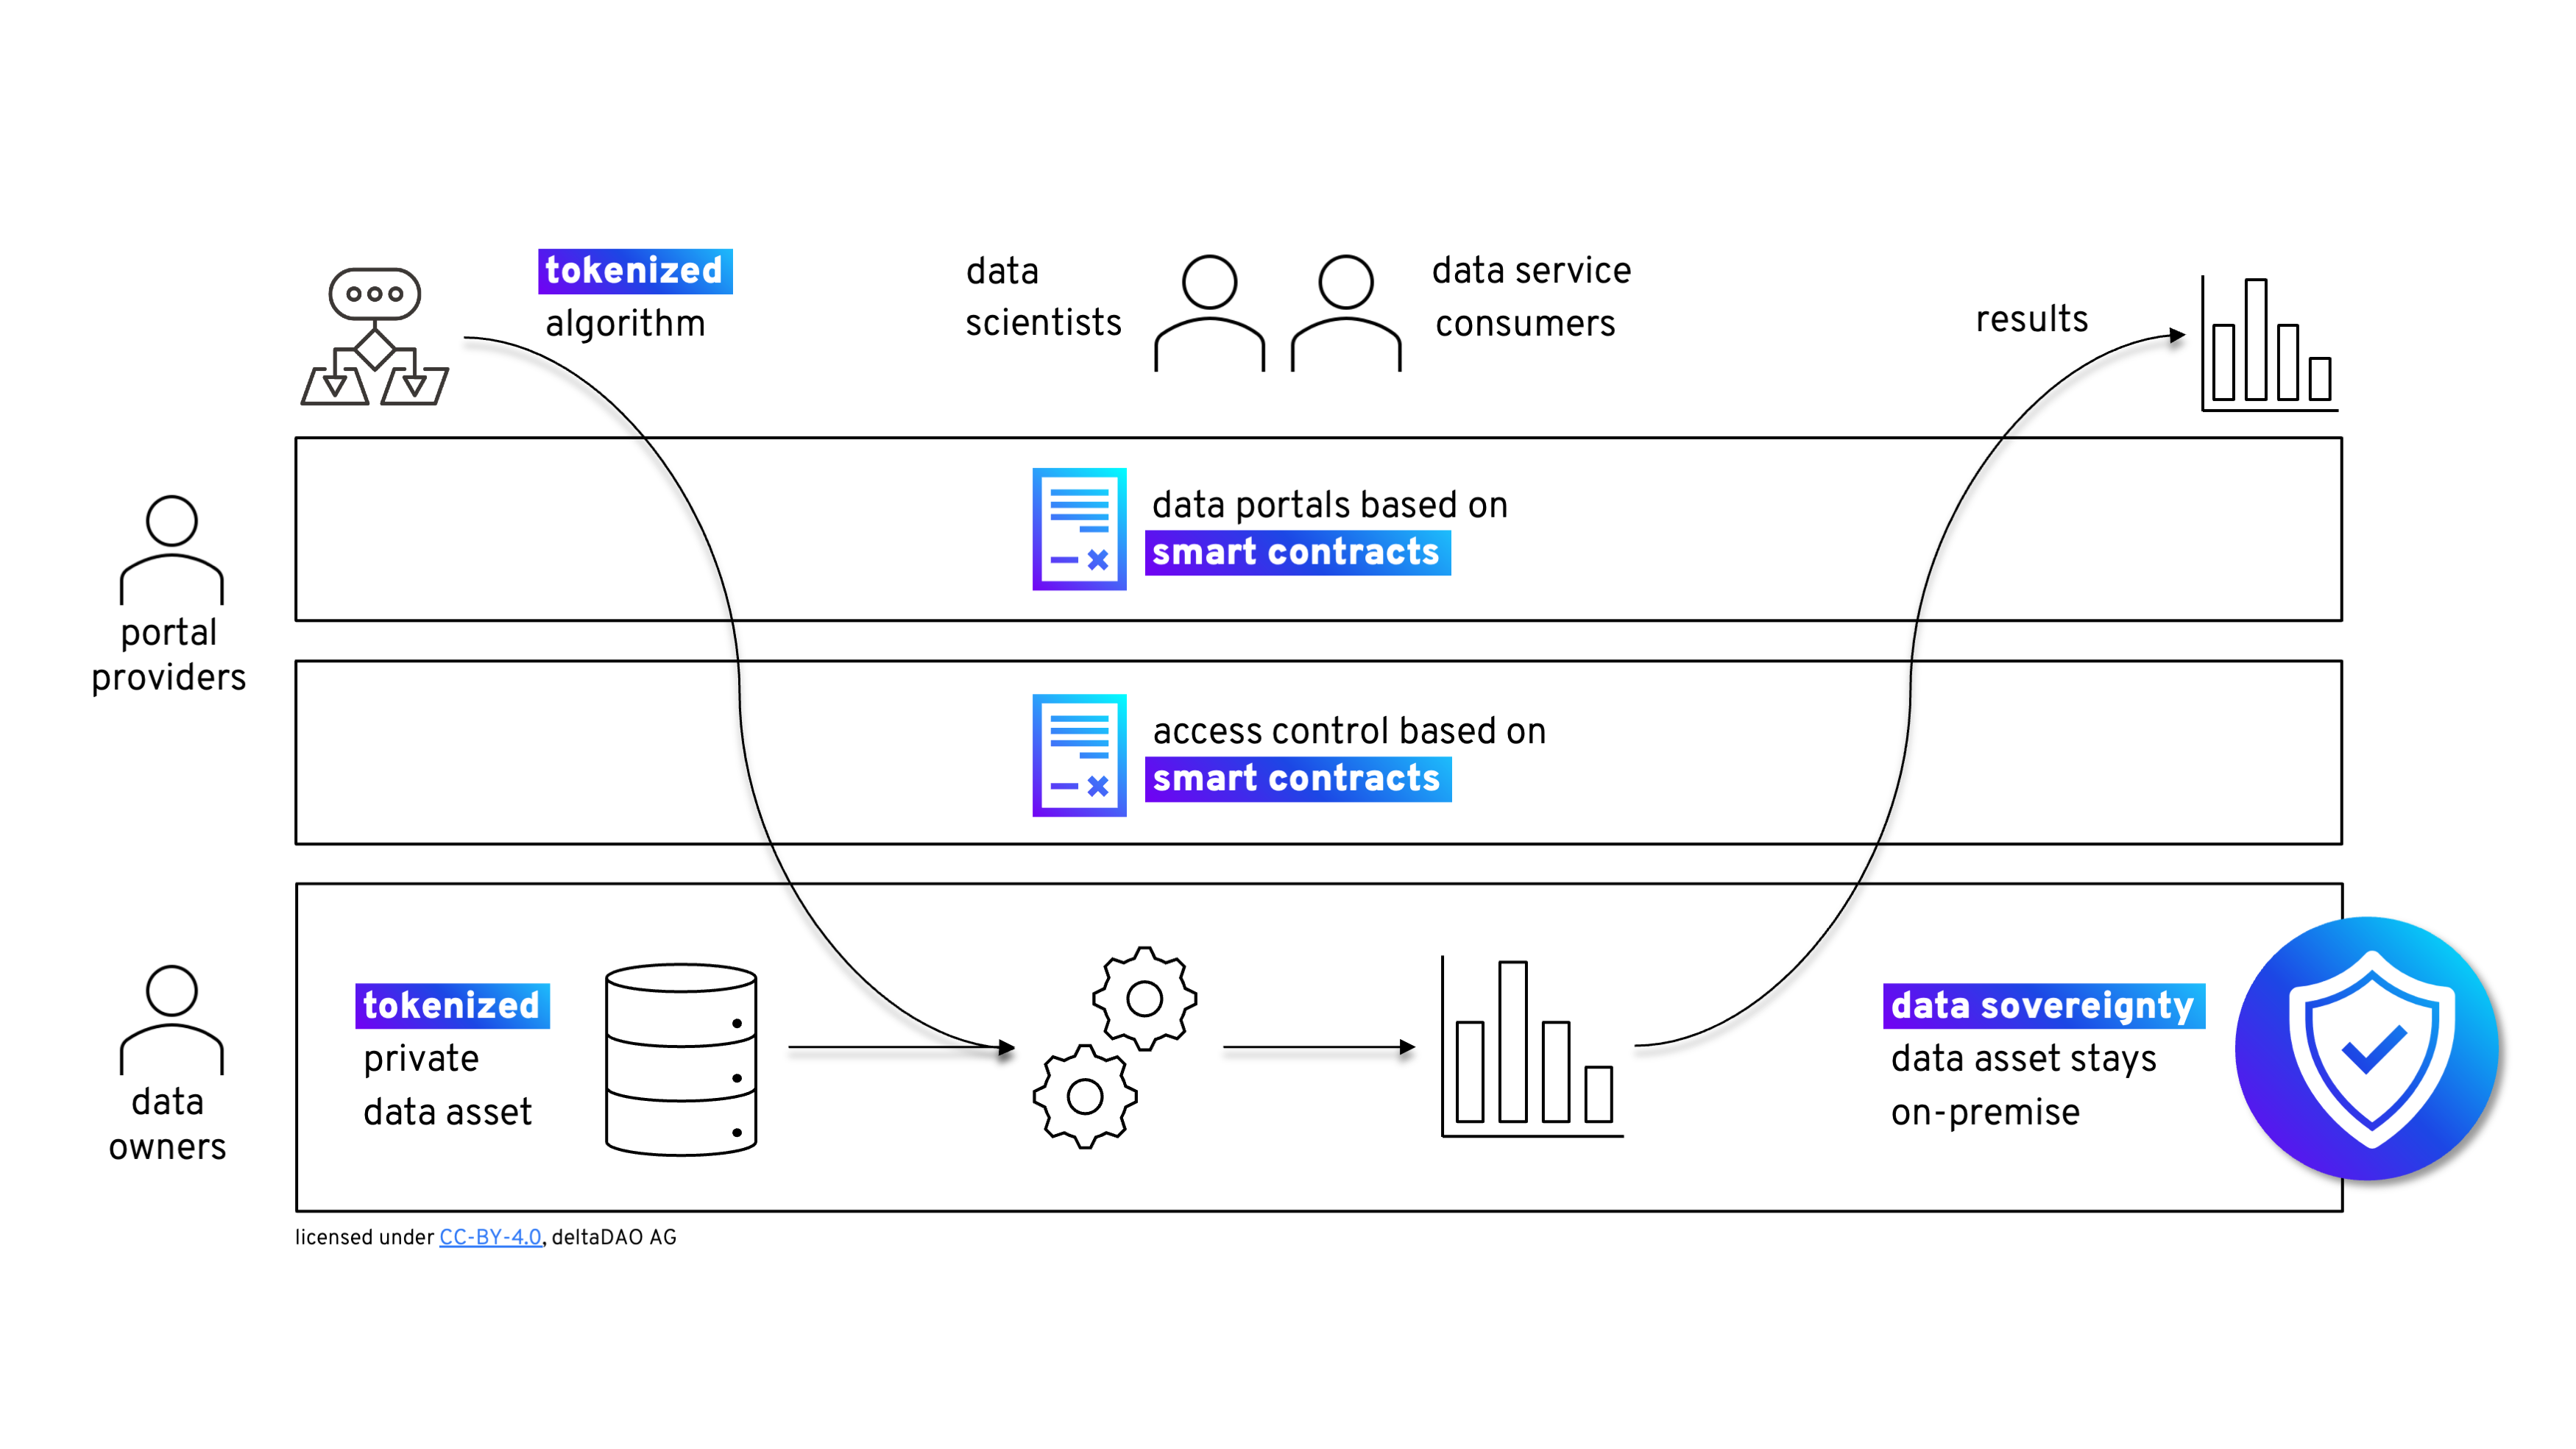 tokenized
algorithm
data
scientists
data service
consumers
results
data portals based on
smart contracts
portal
providers
access control based on
smart contracts
tokenized
private
data asset
data sovereignty
data asset stays
on-premise
data
owners
licensed under CC-BY-4.0, deltaDAO AG